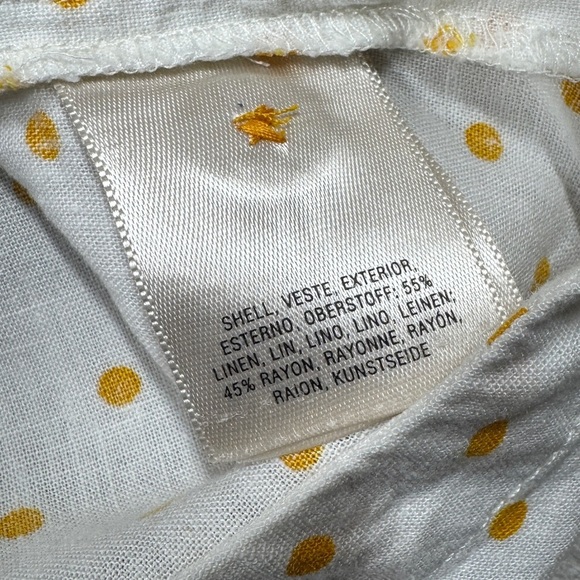 SHELL, VESTE, EXTERIOR,
ESTERNO, OBERSTOFF; 55%
LINEN, LIN, LINO, LINO, LEINEN;
45% RAYON, RAYONNE, RAYÓN,
RAION, KUNSTSEIDE